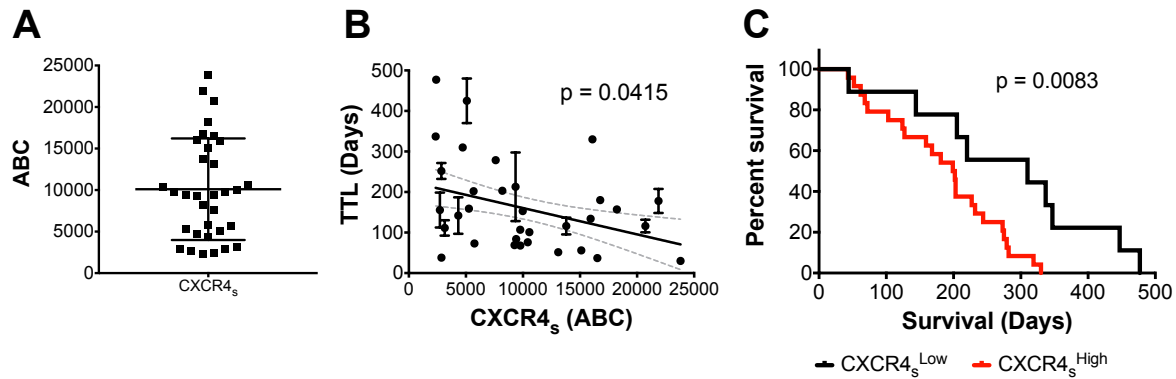 A
ABC
25000
20000
15000
10000
5000
0
CXCR4s
B
TTL (Days)
500
400
300
200
100
0
p = 0.0415
0
5000
10000
15000
20000
25000
CXCR4s (ABC)
C
Percent survival
100
80
60
40
20
0
p = 0.0083
0
100
200
300
400
500
Survival (Days)
CXCR4sLow
CXCR4sHigh